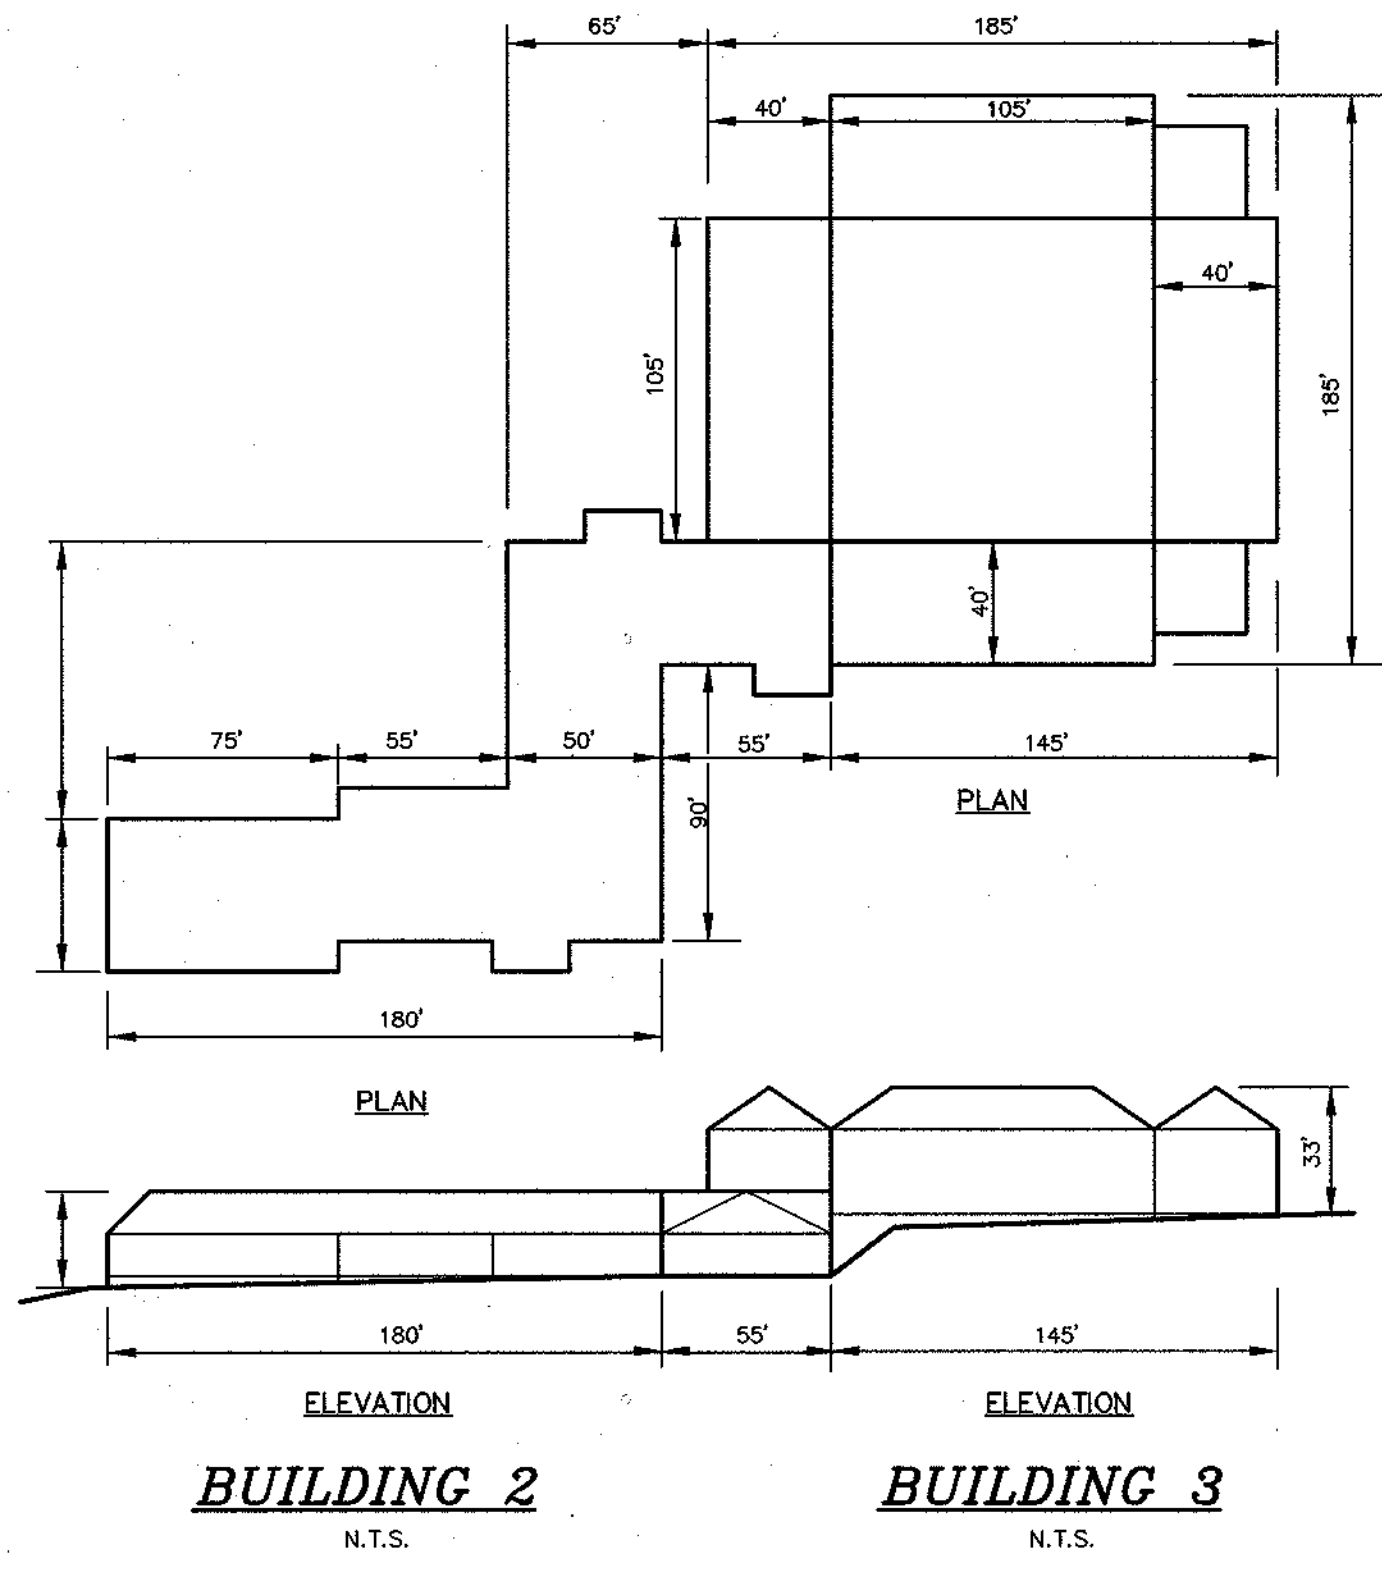 65' 185'
40' 105'
40'
105'
185'
40'
75' 55' 50' 55' 145'
90'
PLAN
180'
PLAN
33'
180' 55' 145'
ELEVATION ELEVATION
BUILDING 2 BUILDING 3
N.T.S. N.T.S.